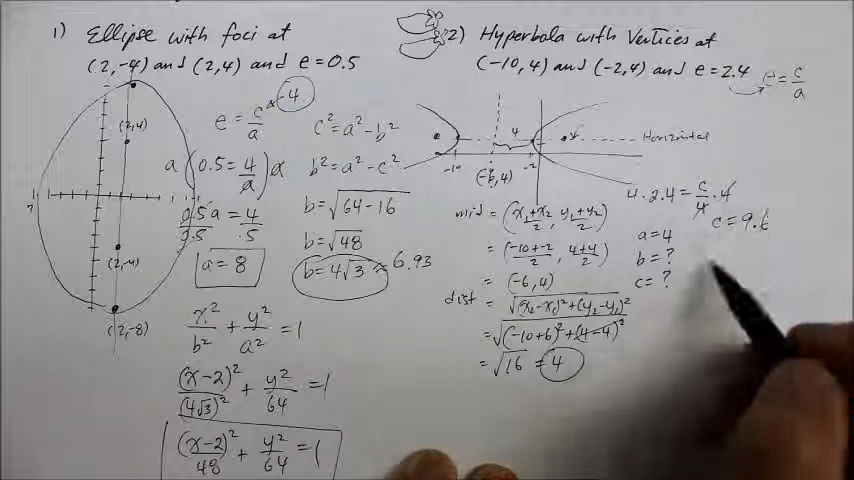 1) Ellipse with foci at
(2,-4) and (2,4) and e = 0.5
e = c/a
4
c² = a² - b²
a(0.5 = 4/a)a
b² = a² - c²
0.5a/0.5 = 4/.5
b = √64-16
b = √48
a = 8
b = 4√3 ≈ 6.93
(2,4)
(2,-4)
(2,-8)
x²/b² + y²/a² = 1
(x-2)²/(4√3)² + y²/64 = 1
(x-2)²/48 + y²/64 = 1
2) Hyperbola with Vertices at
(-10,4) and (-2,4) and e = 2.4
e = c/a
4
Horizontal
-10
-2
(-6,4)
4 · 2.4 = c/4 · 4
c = 9.6
mid = (x₁+x₂/2, y₁+y₂/2)
= (-10+-2/2, 4+4/2)
= (-6,4)
a = 4
b = ?
c = ?
dist = √(x₂-x₁)²+(y₂-y₁)²
= √(-10+6)²+(4-4)²
= √16 = 4